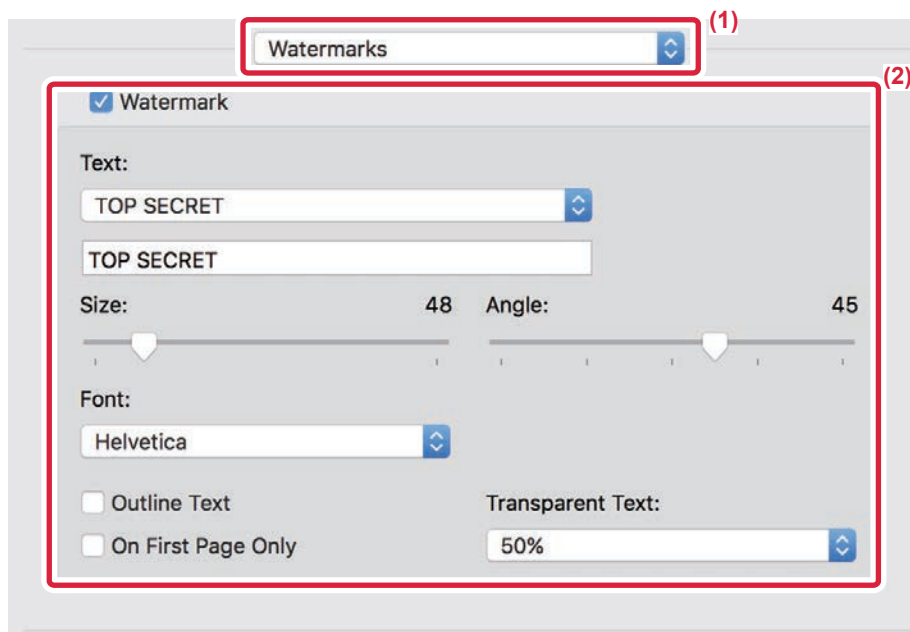 Watermarks
(1)
(2)
Watermark
Text:
TOP SECRET
TOP SECRET
Size: 48 Angle: 45
Font:
Helvetica
Outline Text Transparent Text:
On First Page Only 50%